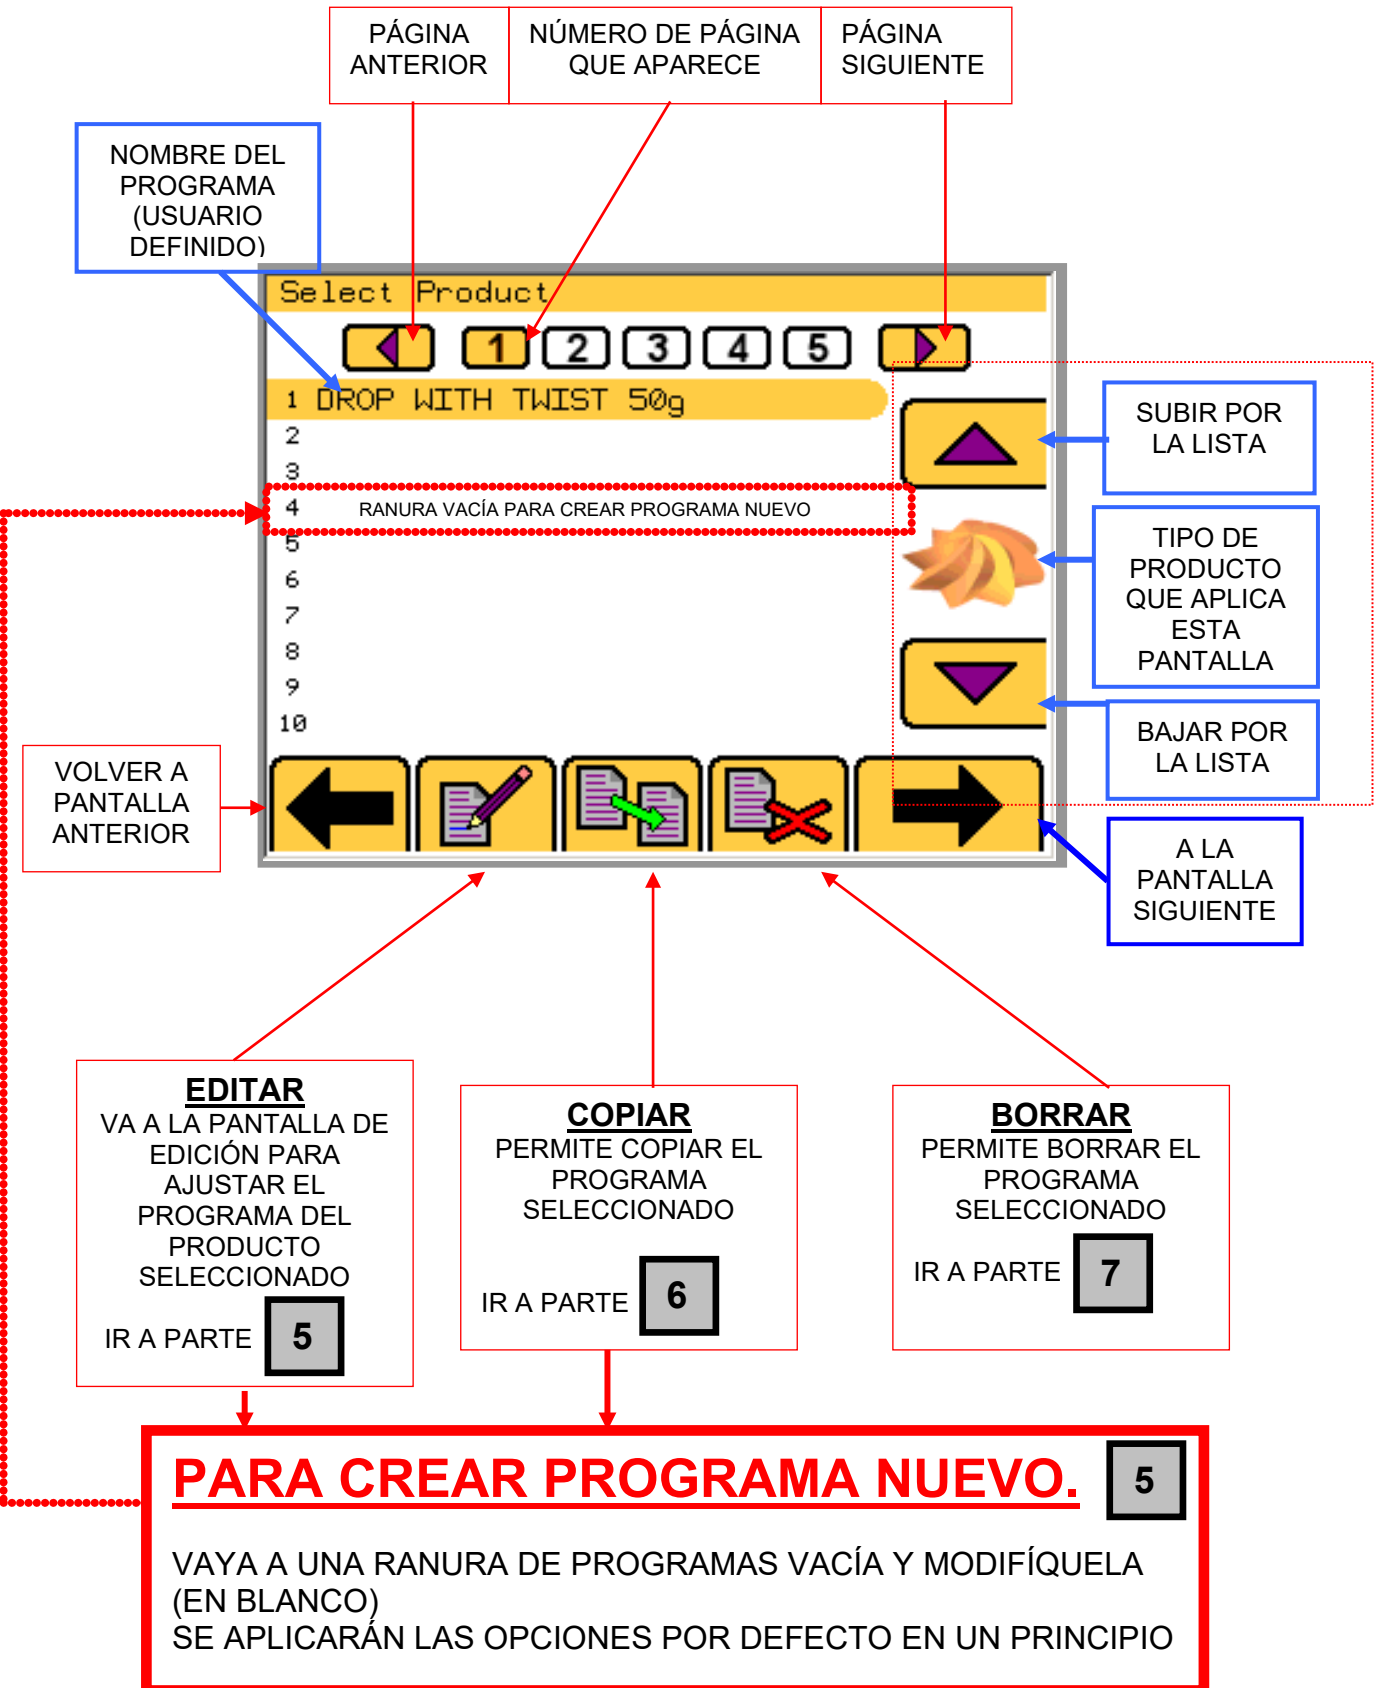 PÁGINA
ANTERIOR
NÚMERO DE PÁGINA
QUE APARECE
PÁGINA
SIGUIENTE
NOMBRE DEL
PROGRAMA
(USUARIO
DEFINIDO)
Select Product
1 2 3 4 5
1 DROP WITH TWIST 50g
2
3
4 RANURA VACÍA PARA CREAR PROGRAMA NUEVO
5
6
7
8
9
10
SUBIR POR
LA LISTA
TIPO DE
PRODUCTO
QUE APLICA
ESTA
PANTALLA
BAJAR POR
LA LISTA
VOLVER A
PANTALLA
ANTERIOR
A LA
PANTALLA
SIGUIENTE
EDITAR
VA A LA PANTALLA DE
EDICIÓN PARA
AJUSTAR EL
PROGRAMA DEL
PRODUCTO
SELECCIONADO
IR A PARTE 5
COPIAR
PERMITE COPIAR EL
PROGRAMA
SELECCIONADO
IR A PARTE 6
BORRAR
PERMITE BORRAR EL
PROGRAMA
SELECCIONADO
IR A PARTE 7
PARA CREAR PROGRAMA NUEVO. 5
VAYA A UNA RANURA DE PROGRAMAS VACÍA Y MODIFÍQUELA
(EN BLANCO)
SE APLICARÁN LAS OPCIONES POR DEFECTO EN UN PRINCIPIO